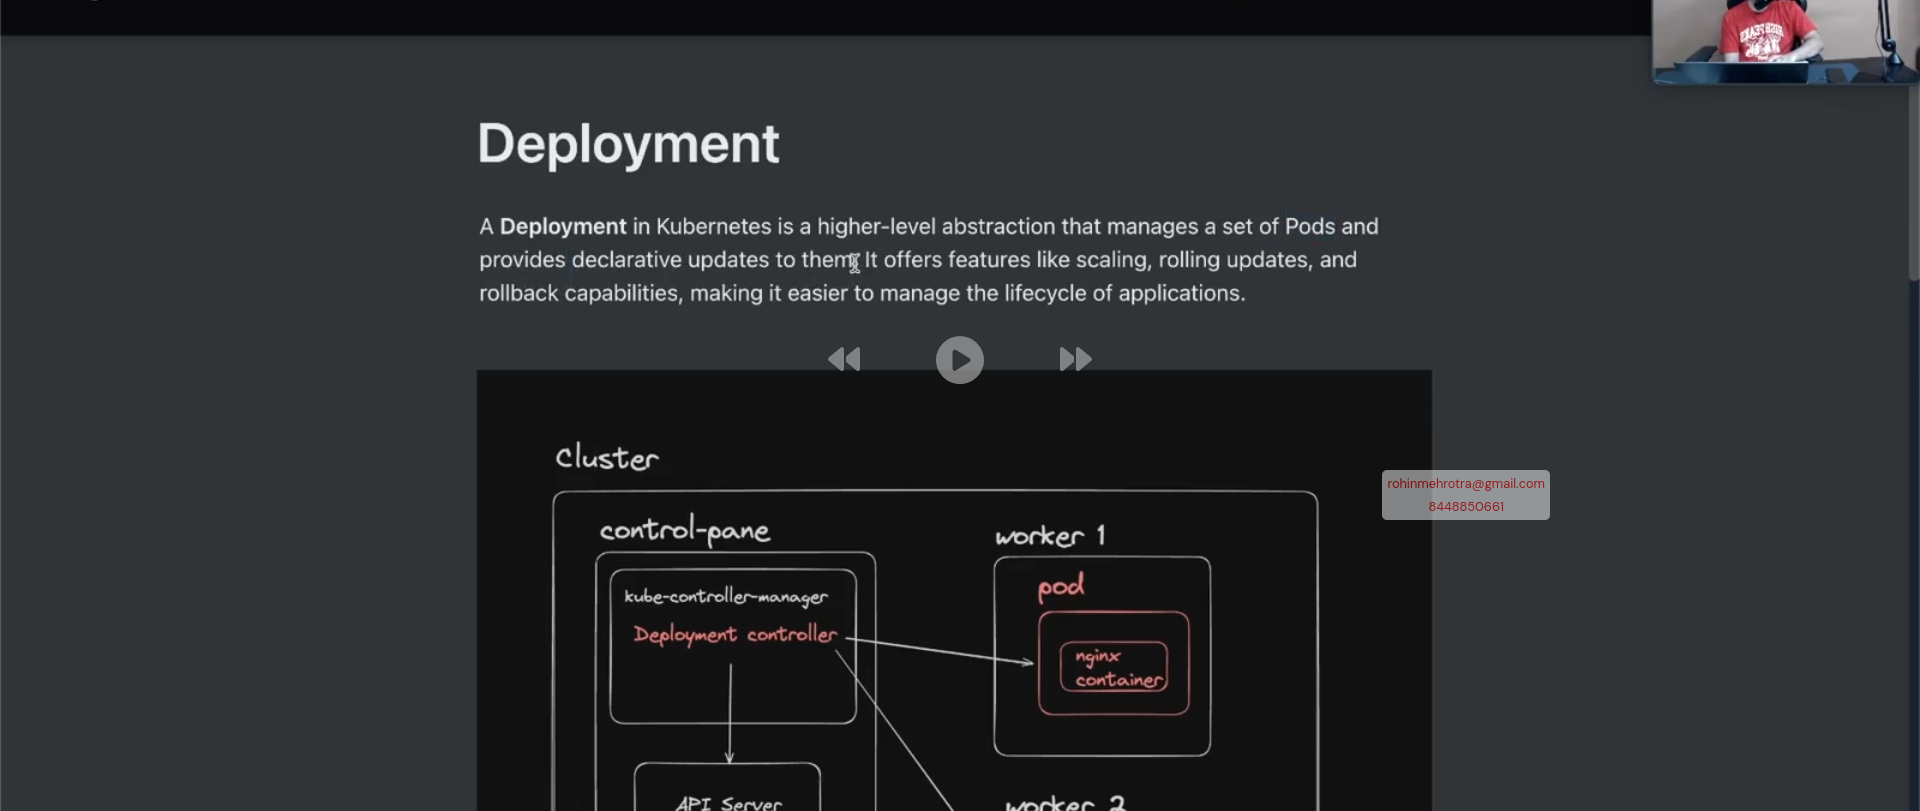 Deployment
A Deployment in Kubernetes is a higher-level abstraction that manages a set of Pods and
provides declarative updates to them. It offers features like scaling, rolling updates, and
rollback capabilities, making it easier to manage the lifecycle of applications.
Cluster
control-pane
kube-controller-manager
Deployment controller
API Server
worker 1
pod
nginx
container
worker 2
rohinmehrotra@gmail.com
8448850661